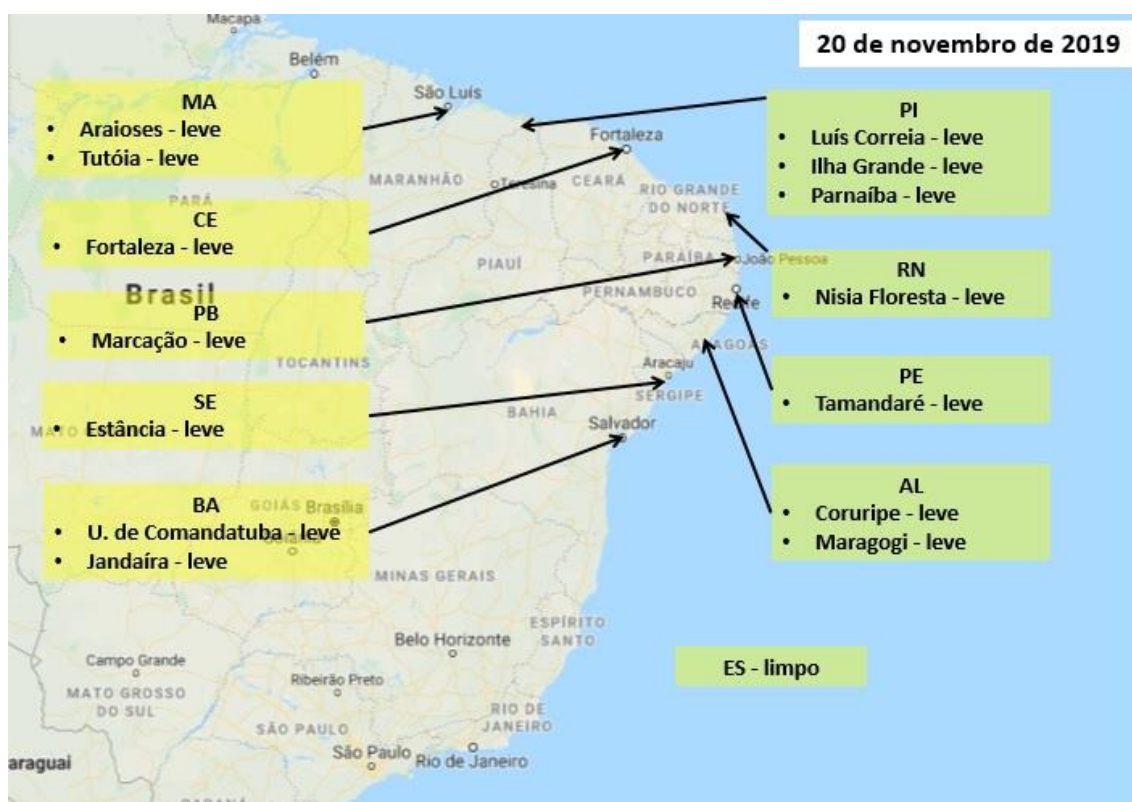 20 de novembro de 2019
MA
• Araioses - leve
• Tutóia - leve
CE
• Fortaleza - leve
PB
• Marcação - leve
SE
• Estância - leve
BA
• U. de Comandatuba - leve
• Jandaíra - leve
PI
• Luís Correia - leve
• Ilha Grande - leve
• Parnaíba - leve
RN
• Nisia Floresta - leve
PE
• Tamandaré - leve
AL
• Coruripe - leve
• Maragogi - leve
ES - limpo
Macapá
Belém
São Luís
Fortaleza
Teresina
MARANHÃO
CEARÁ
RIO GRANDE
DO NORTE
PARÁ
PIAUÍ
PARAÍBA
João Pessoa
PERNAMBUCO
Recife
Brasil
ALAGOAS
TOCANTINS
Aracaju
SERGIPE
BAHIA
MATO
Salvador
GOIÁS
Brasília
Goiânia
MINAS GERAIS
ESPÍRITO
SANTO
Belo Horizonte
Campo Grande
Ribeirão Preto
MATO GROSSO
DO SUL
RIO DE
JANEIRO
SÃO PAULO
São Paulo
Rio de Janeiro
araguai
PARANÁ